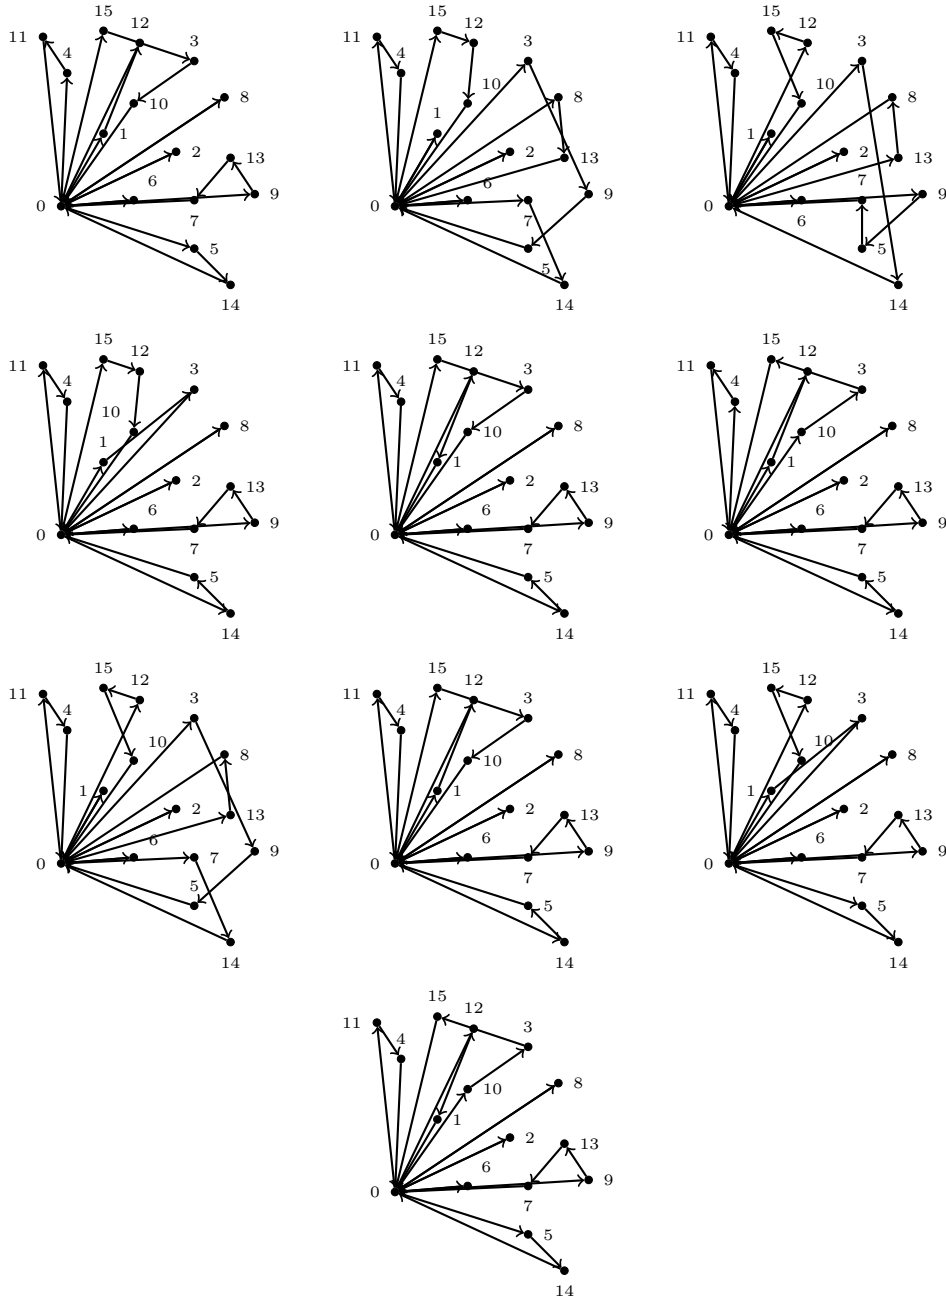 15 12 15 12 15 12
11 4 3 11 4 3 11 4 3
10 8 10 8 10 8
1 13 1 13 1 13
6 2 9 6 2 9 2 7 9
0 7 0 7 0 6
5 5 5
14 14 14
15 12 15 12 15 12
11 4 3 11 4 3 11 4 3
10 8 10 8 10 8
1 2 13 1 2 13 1 2 13
6 9 6 9 6 9
0 7 0 7 0 7
5 5 5
14 14 14
15 12 15 12 15 12
11 4 3 11 4 3 11 4 3
10 8 10 8 10 8
1 2 13 1 2 13 1 2 13
6 9 6 9 6 9
0 7 0 7 0 7
5 5 5
14 14 14
15 12
11 4 3
10 8
1 2 13
6 9
0 7
5
14